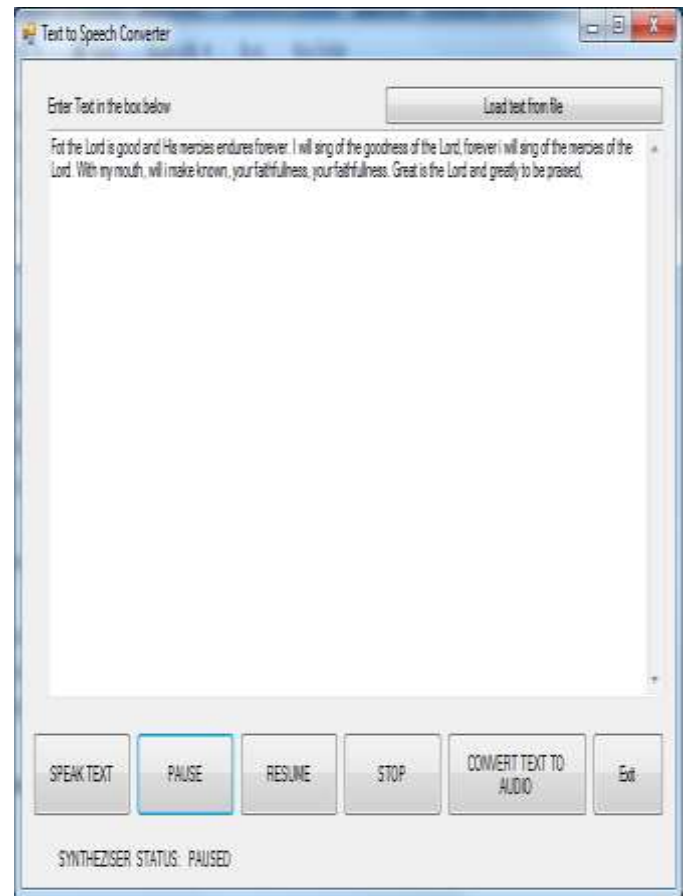 Text to Speech Converter
Enter Text in the box below
Load text from file
Fot the Lord is good and His mercies endures forever. I will sing of the goodness of the Lord, forever i will sing of the mercies of the
Lord. With my mouth, will i make known, your faithfulness, your faithfullness. Great is the Lord and greatly to be praised,
SPEAK TEXT
PAUSE
RESUME
STOP
CONVERT TEXT TO
AUDIO
Exit
SYNTHEZISER STATUS: PAUSED